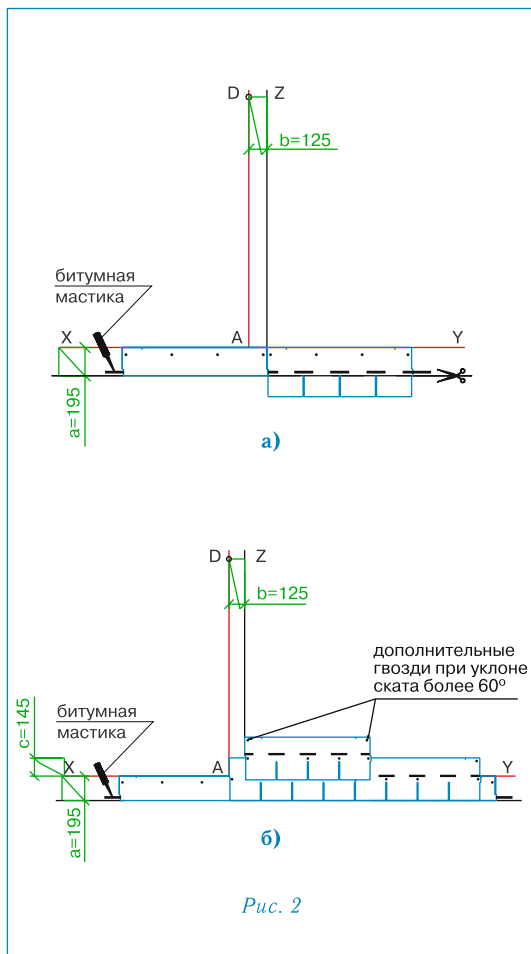 D Z
b=125
битумная
мастика
X A Y
a=195
а)
D Z
b=125
дополнительные
гвозди при уклоне
ската более 60º
c=145
битумная
мастика
X A Y
a=195
б)
Рис. 2